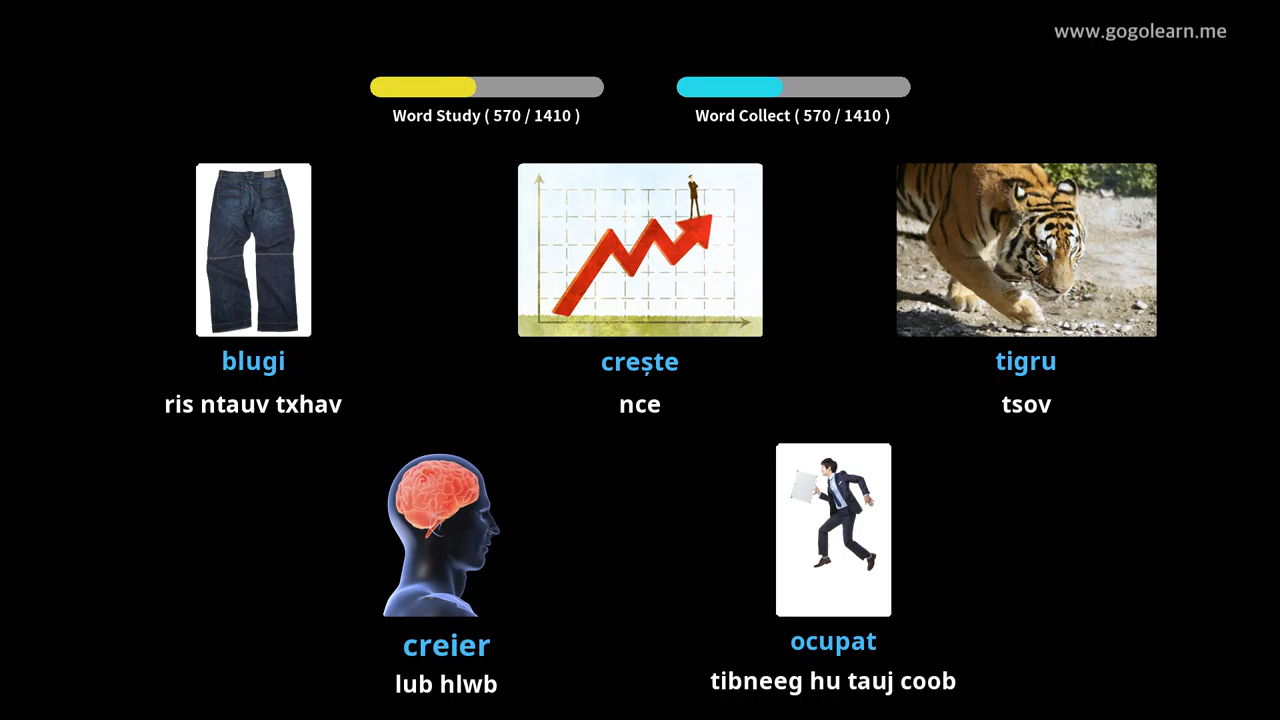 www.gogolearn.me
Word Study ( 570 / 1410 )
Word Collect ( 570 / 1410 )
blugi
crește
tigru
ris ntauv txhav
nce
tsov
creier
ocupat
lub hlwb
tibneeg hu tauj coob